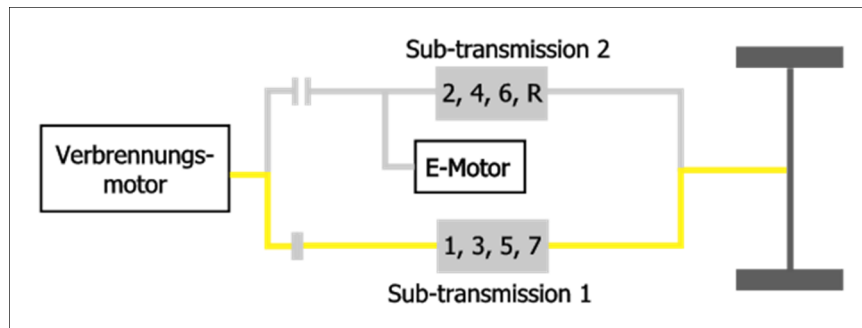 Sub-transmission 2
2, 4, 6, R
Verbrennungs-
motor
E-Motor
1, 3, 5, 7
Sub-transmission 1